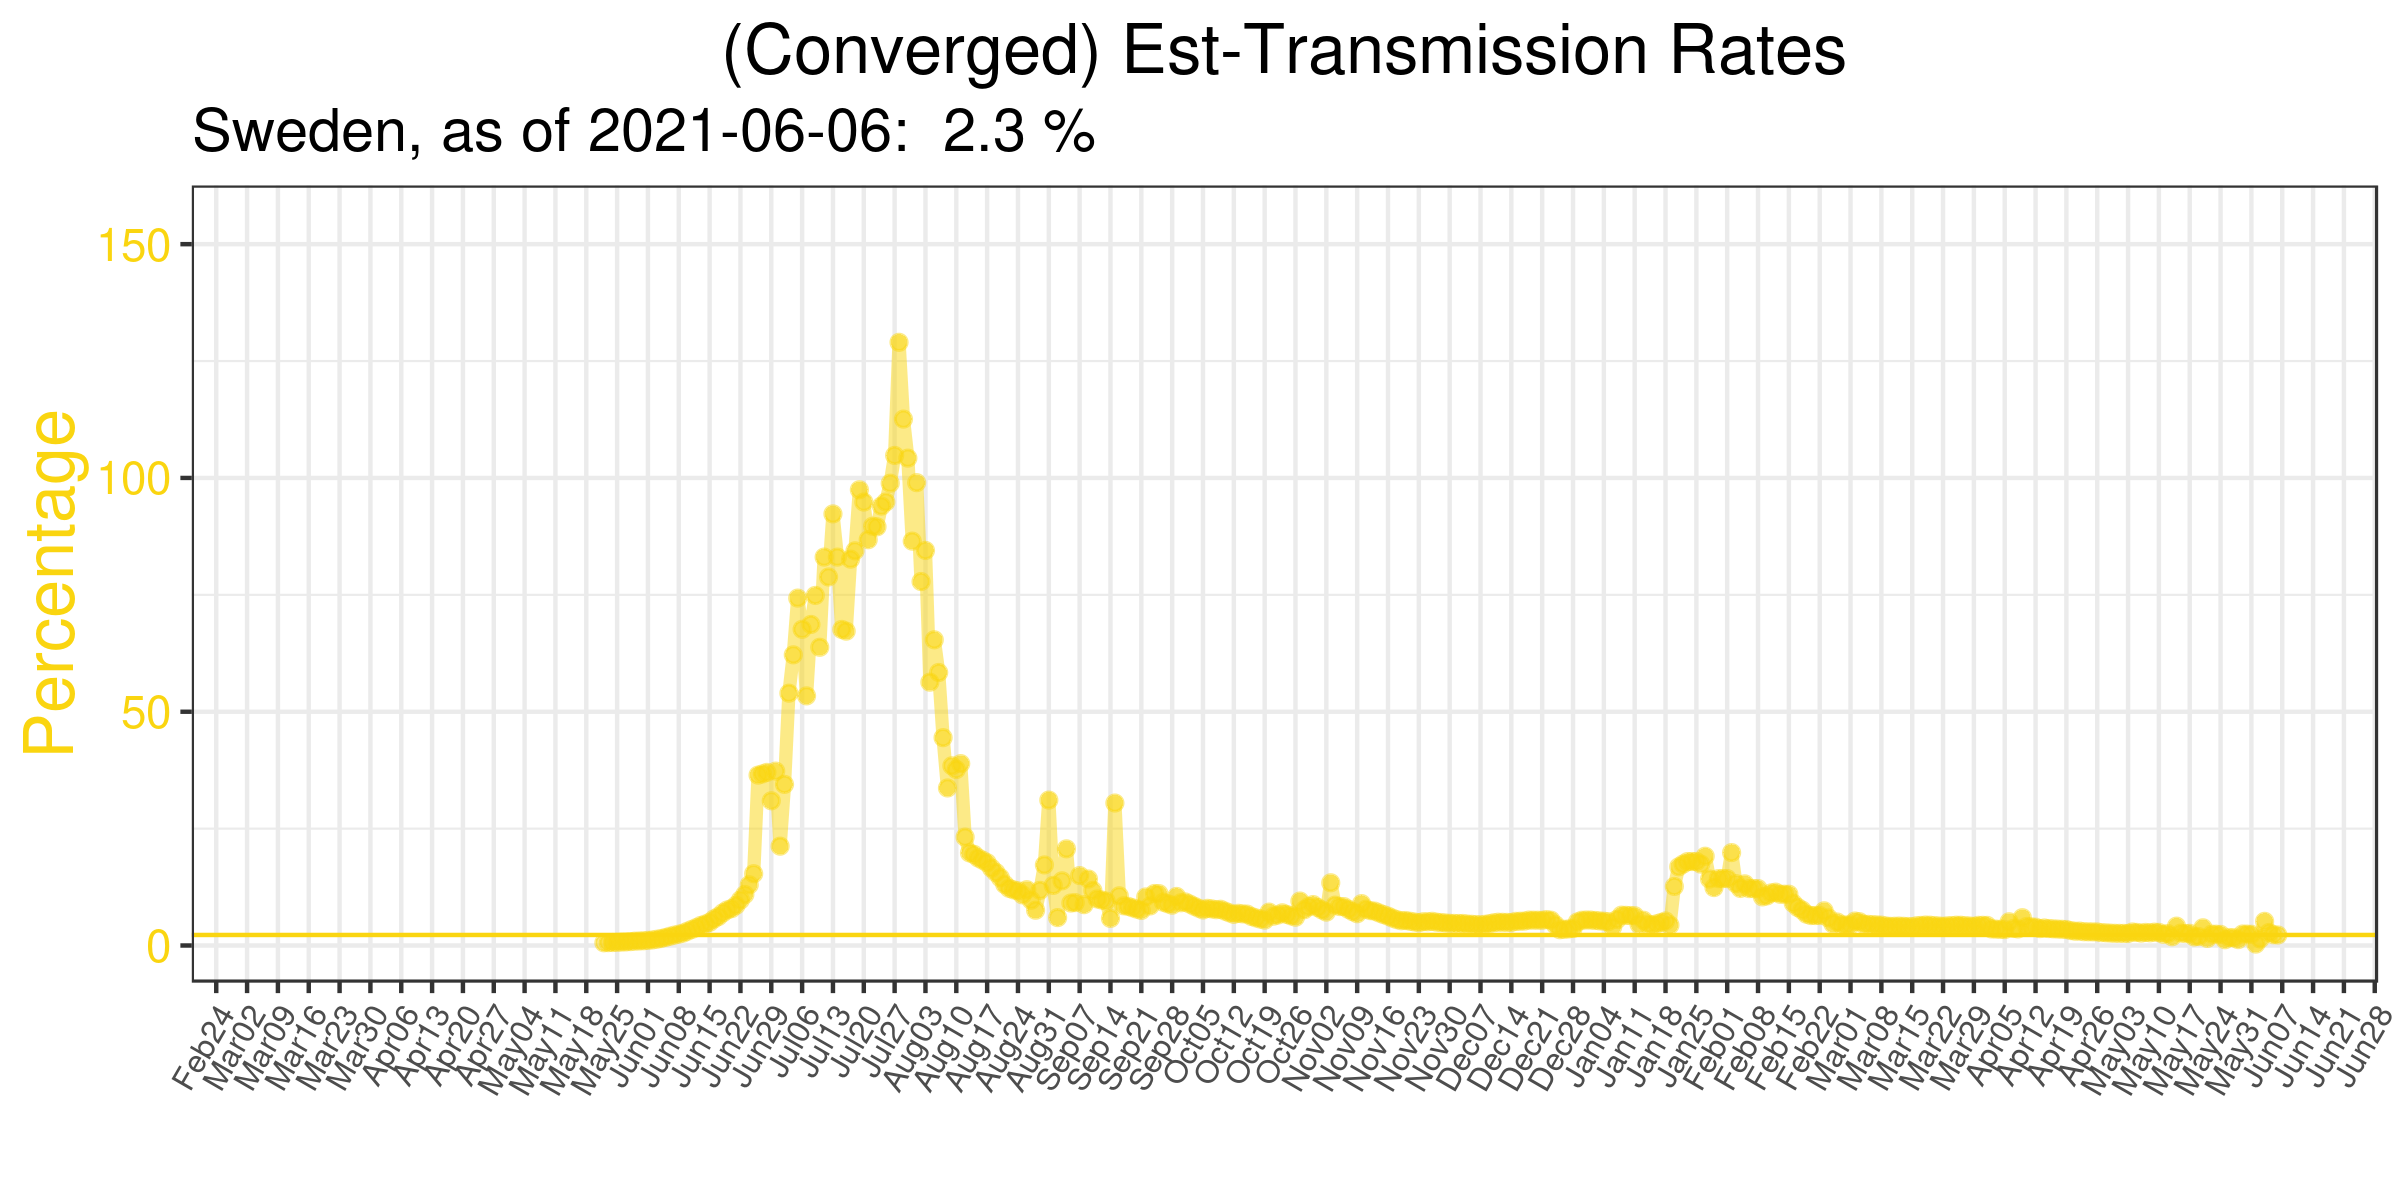 (Converged) Est-Transmission Rates
Sweden, as of 2021-06-06:  2.3 %
Percentage
150
100
50
0
Feb24
Mar02
Mar09
Mar16
Mar23
Mar30
Apr06
Apr13
Apr20
Apr27
May04
May11
May18
May25
Jun01
Jun08
Jun15
Jun22
Jun29
Jul06
Jul13
Jul20
Jul27
Aug03
Aug10
Aug17
Aug24
Aug31
Sep07
Sep14
Sep21
Sep28
Oct05
Oct12
Oct19
Oct26
Nov02
Nov09
Nov16
Nov23
Nov30
Dec07
Dec14
Dec21
Dec28
Jan04
Jan11
Jan18
Jan25
Feb01
Feb08
Feb15
Feb22
Mar01
Mar08
Mar15
Mar22
Mar29
Apr05
Apr12
Apr19
Apr26
May03
May10
May17
May24
May31
Jun07
Jun14
Jun21
Jun28